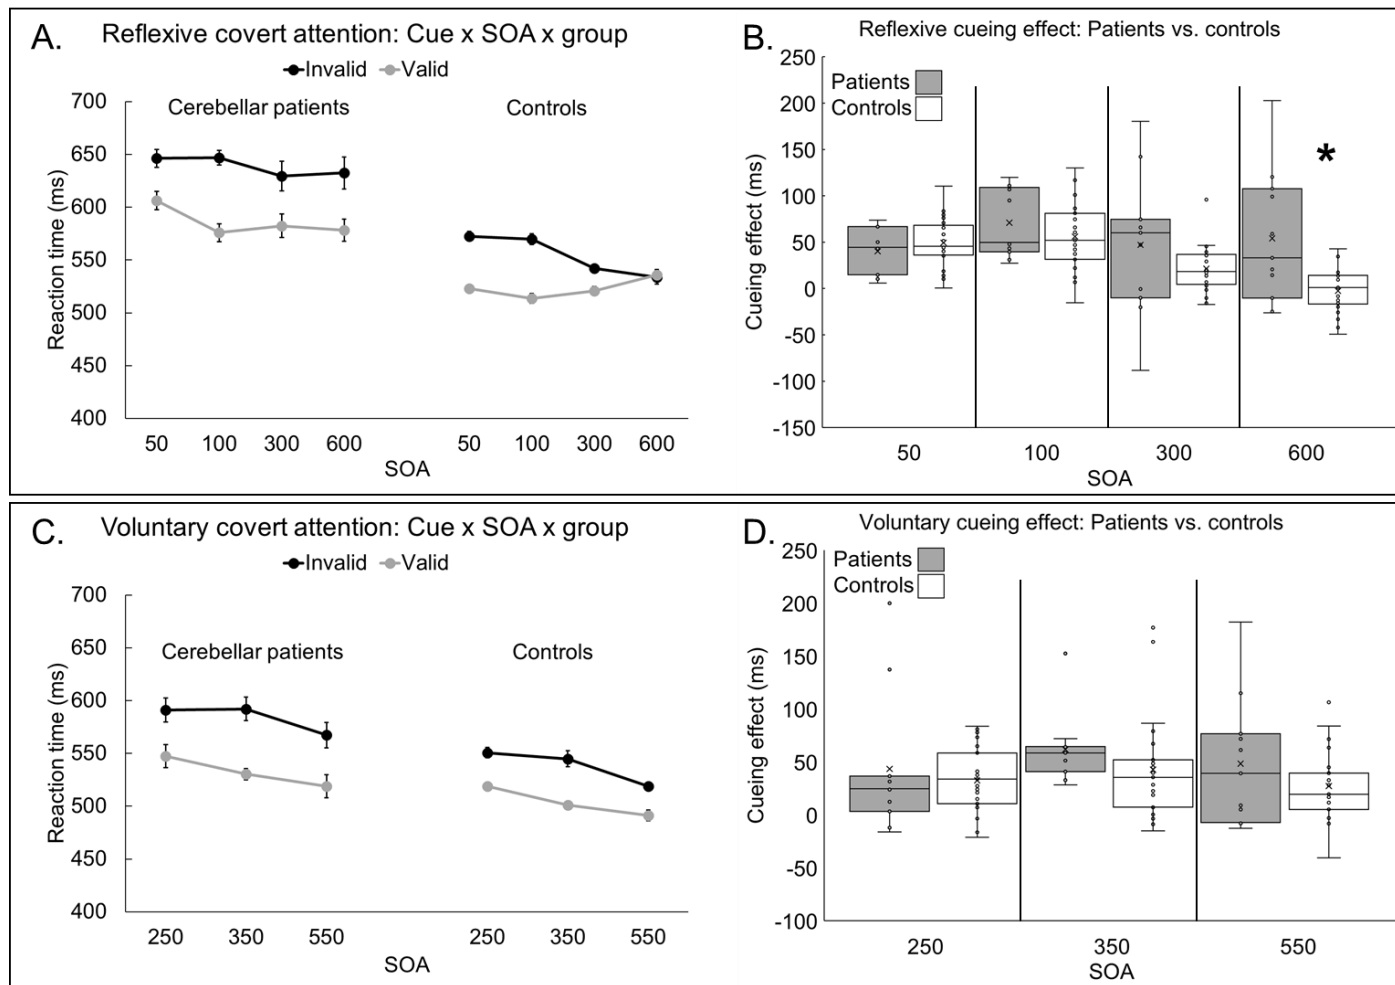 A. Reflexive covert attention: Cue x SOA x group
Invalid Valid
Cerebellar patients Controls
Reaction time (ms)
700
650
600
550
500
450
400
50 100 300 600 50 100 300 600
SOA
B. Reflexive cueing effect: Patients vs. controls
Patients
Controls
Cueing effect (ms)
250
200
150
100
50
0
-50
-100
-150
*
50 100 300 600
SOA
C. Voluntary covert attention: Cue x SOA x group
Invalid Valid
Cerebellar patients Controls
Reaction time (ms)
700
650
600
550
500
450
400
250 350 550 250 350 550
SOA
D. Voluntary cueing effect: Patients vs. controls
Patients
Controls
Cueing effect (ms)
250
200
150
100
50
0
-50
-100
250 350 550
SOA